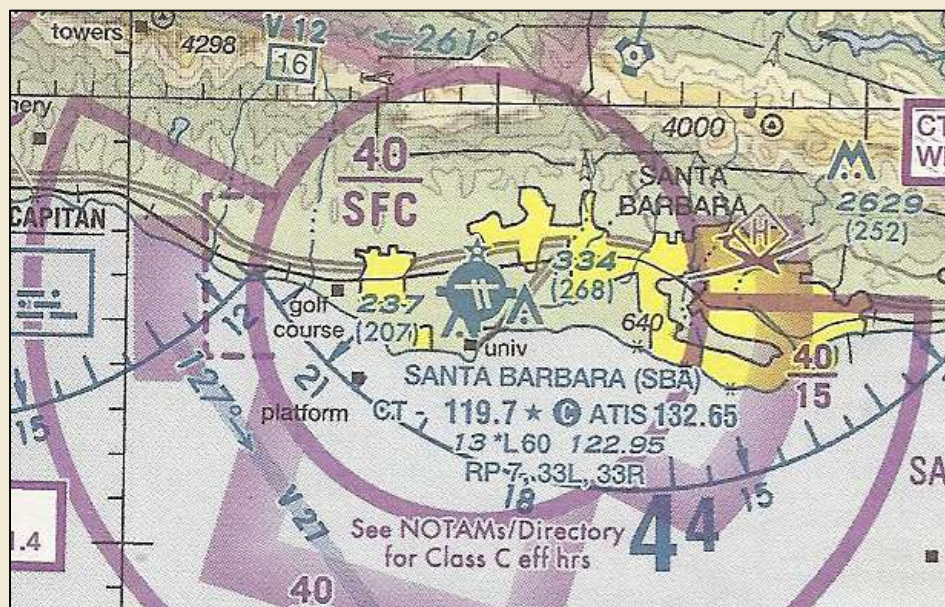 towers
4298
V 12
←261°
16
nery
4000
CT
W
40
SFC
SANTA
BARBARA
H
2629
(252)
CAPITAN
334
(268)
237
(207)
golf
course
640
univ
12
21
127°
platform
SANTA BARBARA (SBA)
CT - 119.7 ★ C ATIS 132.65
13 *L60 122.95
RP 7, 33L, 33R
40
15
15
18
15
SA
V 27
See NOTAMs/Directory
for Class C eff hrs
44
1.4
40